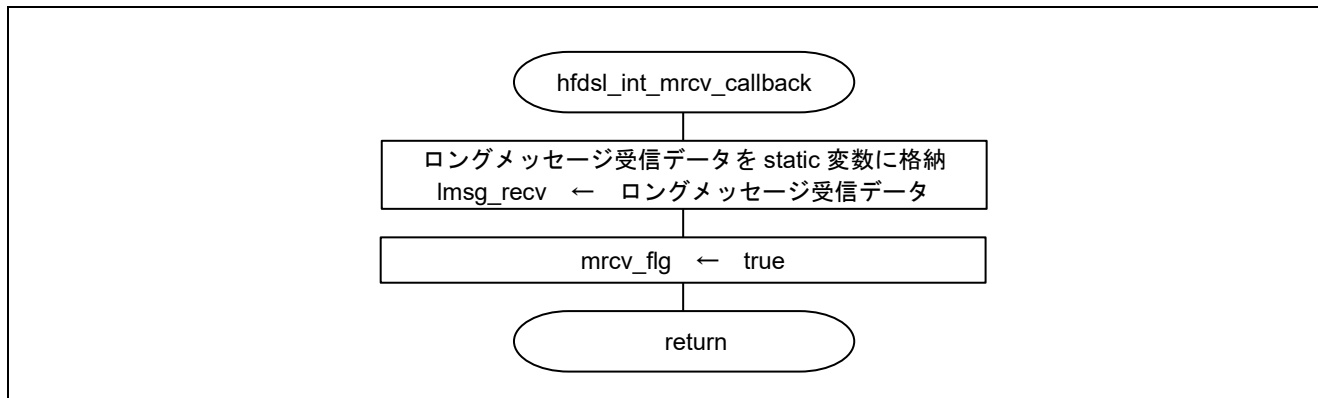 hfdsl_int_mrcv_callback
ロングメッセージ受信データを static 変数に格納
lmsg_recv ← ロングメッセージ受信データ
mrcv_flg ← true
return